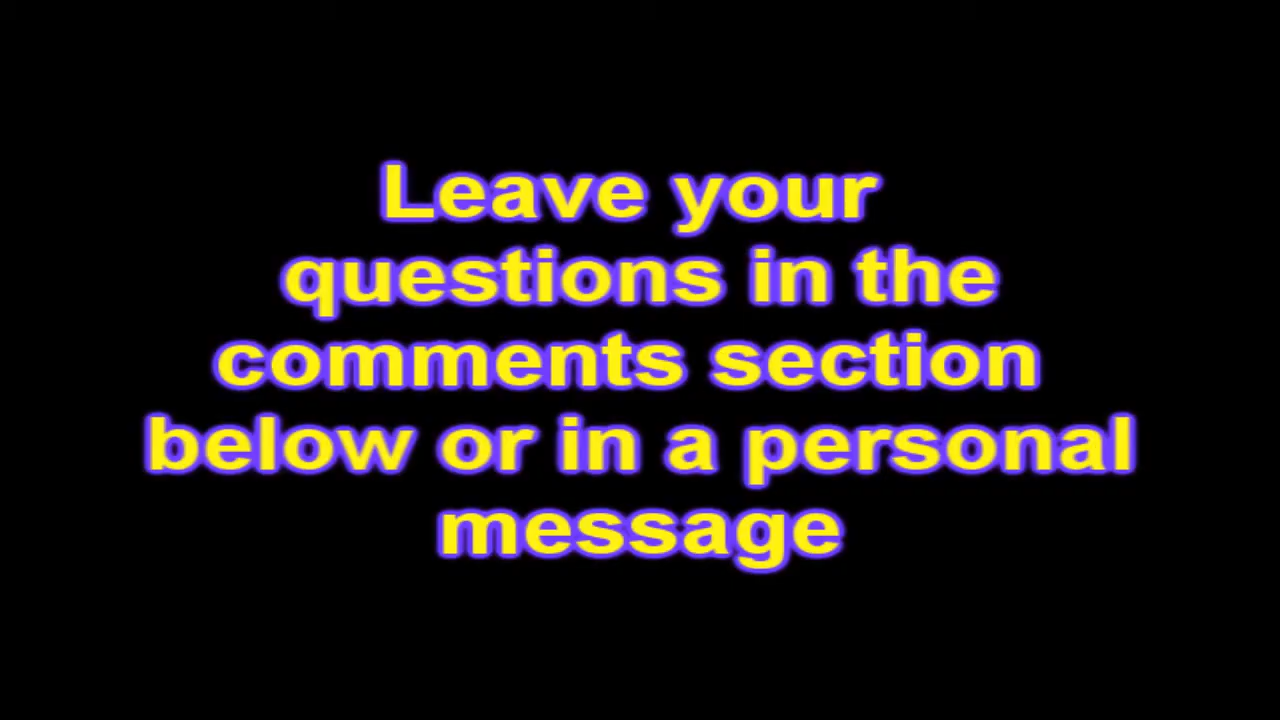 Leave your
questions in the
comments section
below or in a personal
message